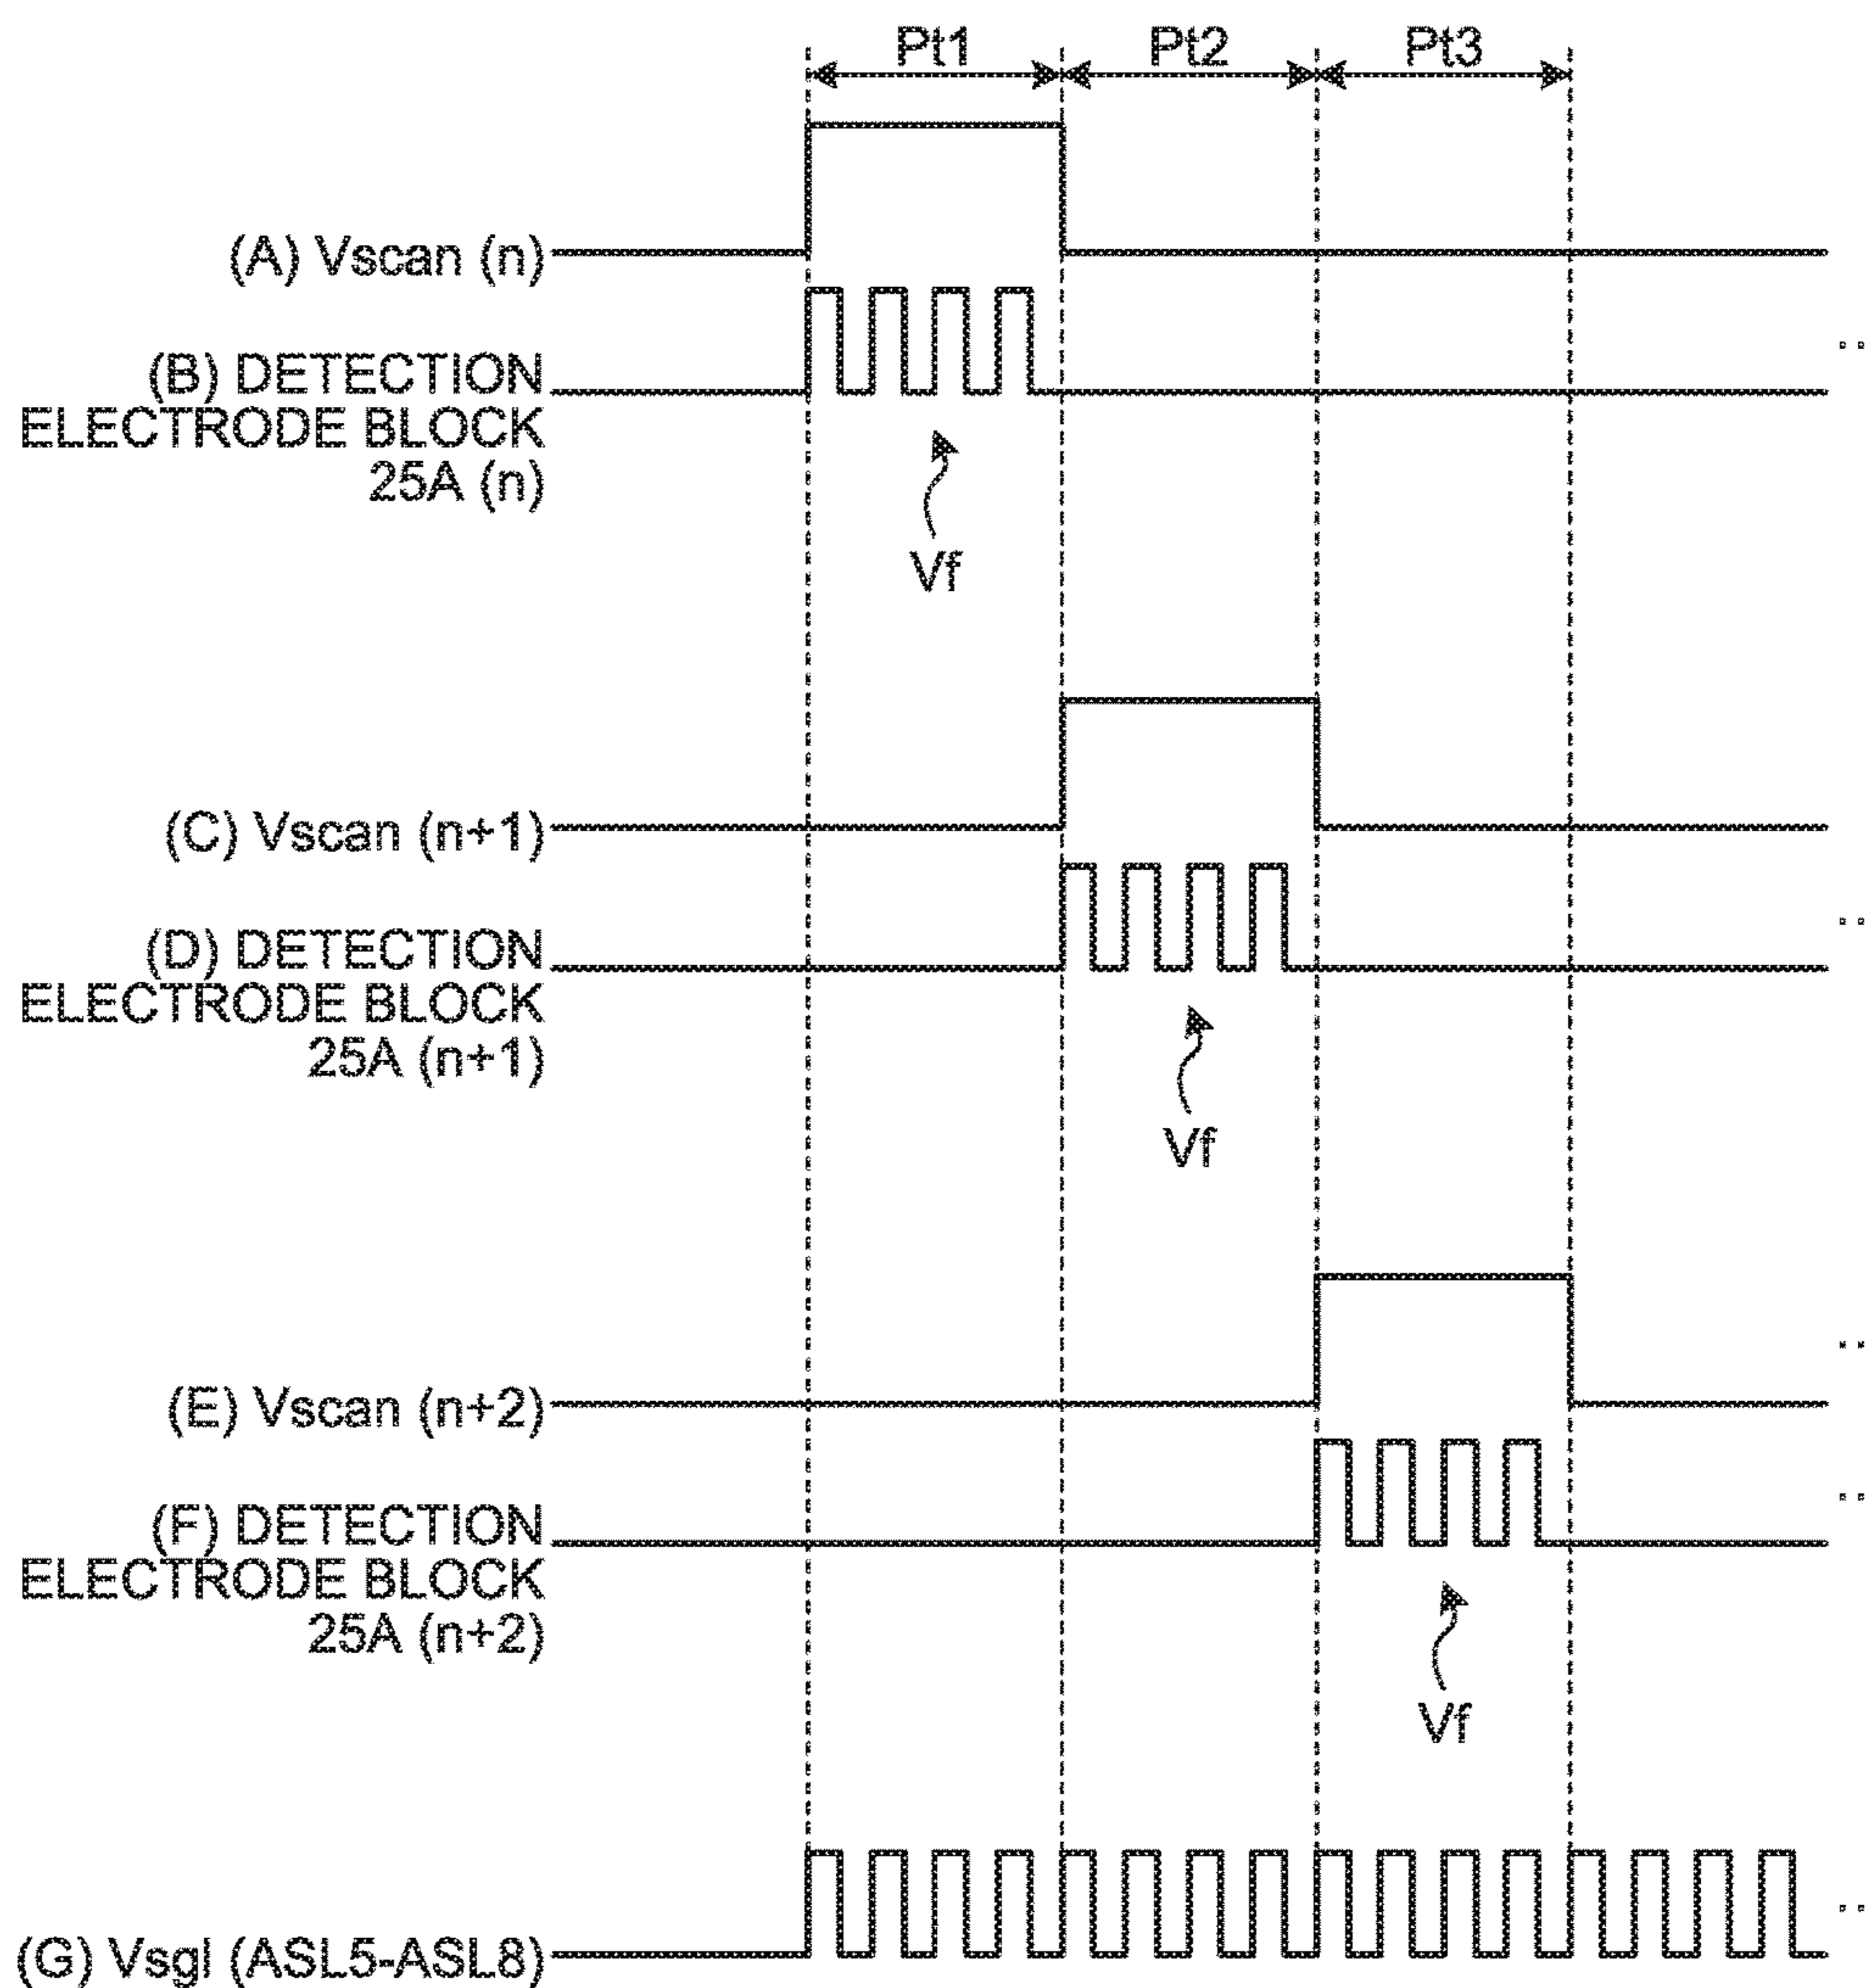 Pt1 Pt2 Pt3
(A) Vscan (n)
(B) DETECTION
ELECTRODE BLOCK
25A (n)
Vf
(C) Vscan (n+1)
(D) DETECTION
ELECTRODE BLOCK
25A (n+1)
Vf
(E) Vscan (n+2)
(F) DETECTION
ELECTRODE BLOCK
25A (n+2)
Vf
(G) Vsgl (ASL5-ASL8)